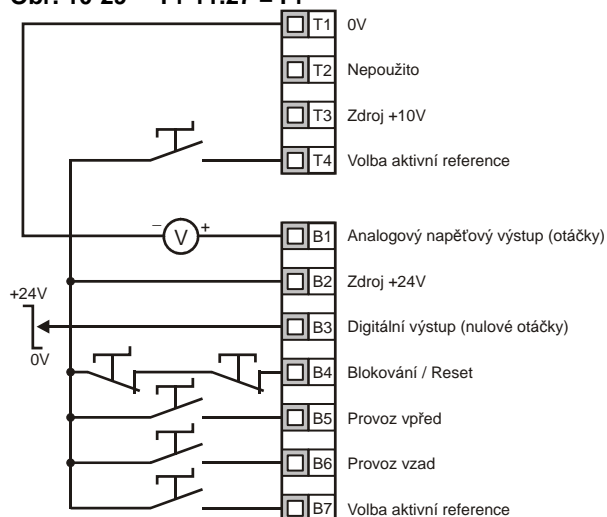 T1 0V
T2 Nepoužito
T3 Zdroj +10V
T4 Volba aktivní reference
− V +
B1 Analogový napěťový výstup (otáčky)
B2 Zdroj +24V
+24V
B3 Digitální výstup (nulové otáčky)
0V
B4 Blokování / Reset
B5 Provoz vpřed
B6 Provoz vzad
B7 Volba aktivní reference